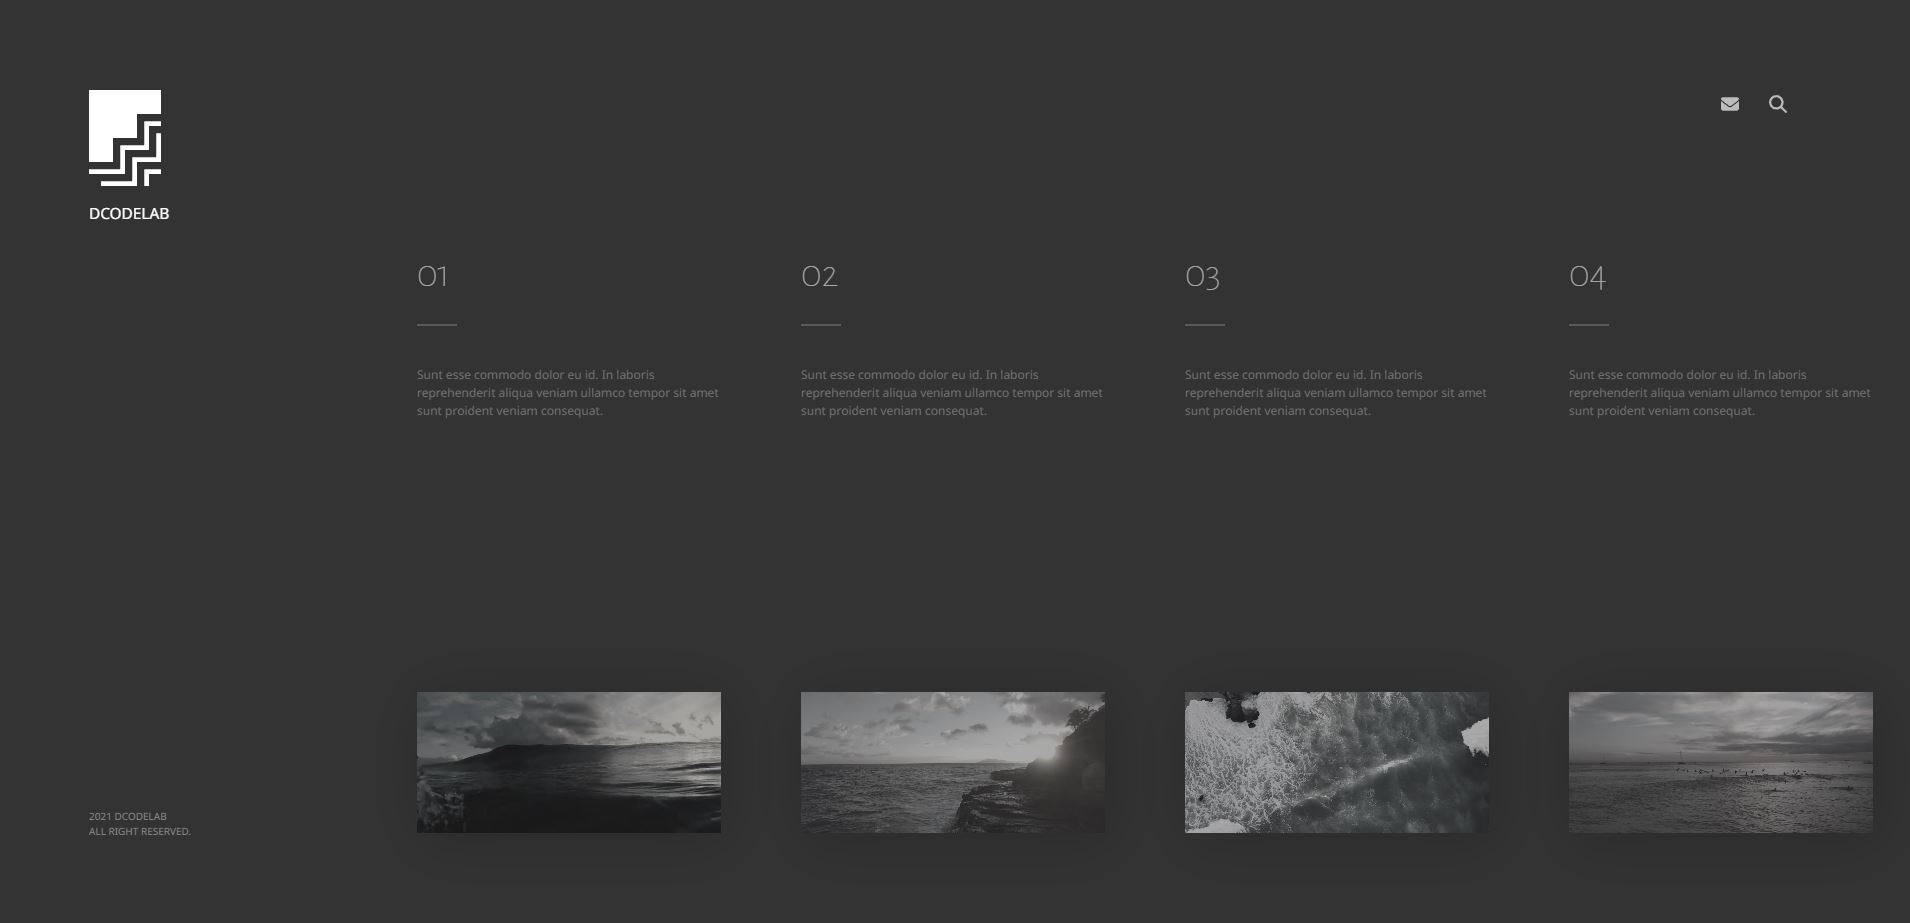 DCODELAB
01
Sunt esse commodo dolor eu id. In laboris
reprehenderit aliqua veniam ullamco tempor sit amet
sunt proident veniam consequat.
02
Sunt esse commodo dolor eu id. In laboris
reprehenderit aliqua veniam ullamco tempor sit amet
sunt proident veniam consequat.
03
Sunt esse commodo dolor eu id. In laboris
reprehenderit aliqua veniam ullamco tempor sit amet
sunt proident veniam consequat.
04
Sunt esse commodo dolor eu id. In laboris
reprehenderit aliqua veniam ullamco tempor sit amet
sunt proident veniam consequat.
2021 DCODELAB
ALL RIGHT RESERVED.